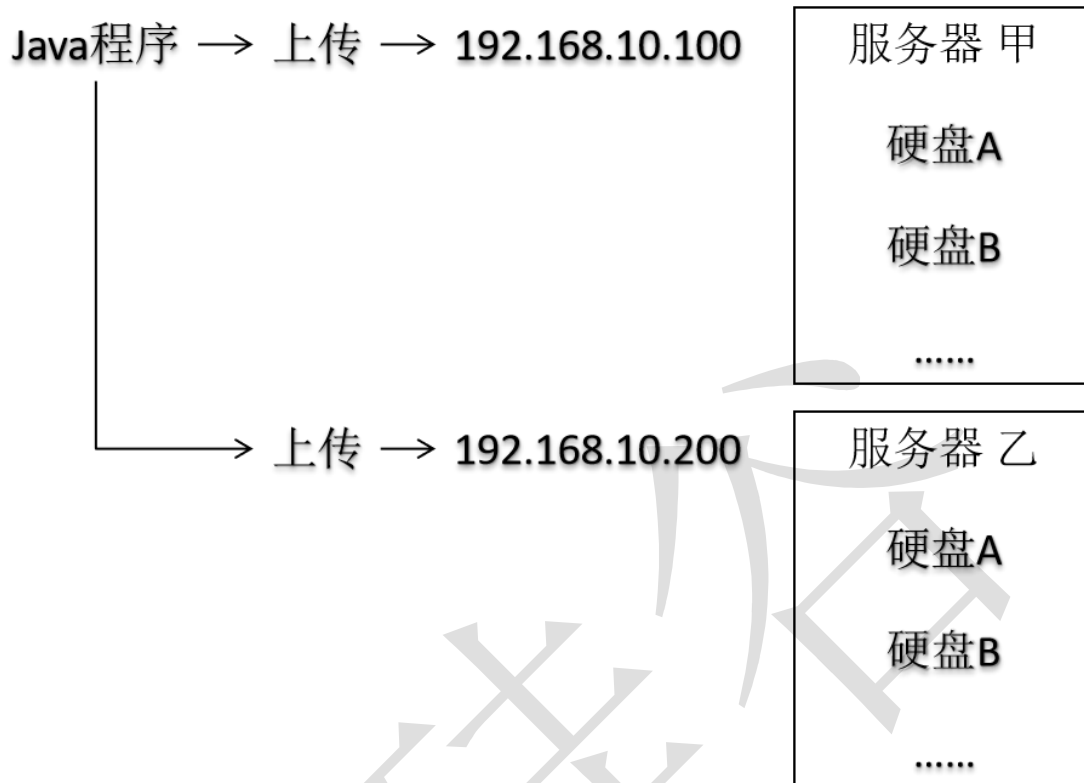 Java程序 → 上传 → 192.168.10.100
服务器 甲
硬盘A
硬盘B
......
上传 → 192.168.10.200
服务器 乙
硬盘A
硬盘B
......